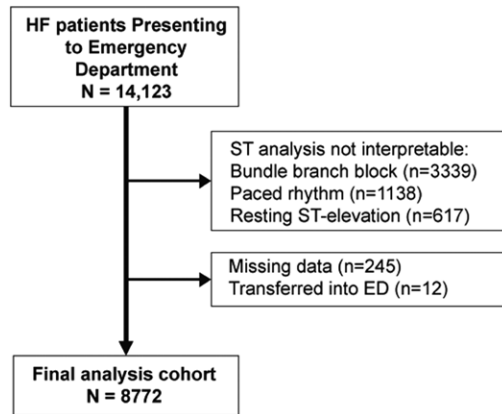 HF patients Presenting
to Emergency
Department
N = 14,123
ST analysis not interpretable:
Bundle branch block (n=3339)
Paced rhythm (n=1138)
Resting ST-elevation (n=617)
Missing data (n=245)
Transferred into ED (n=12)
Final analysis cohort
N = 8772